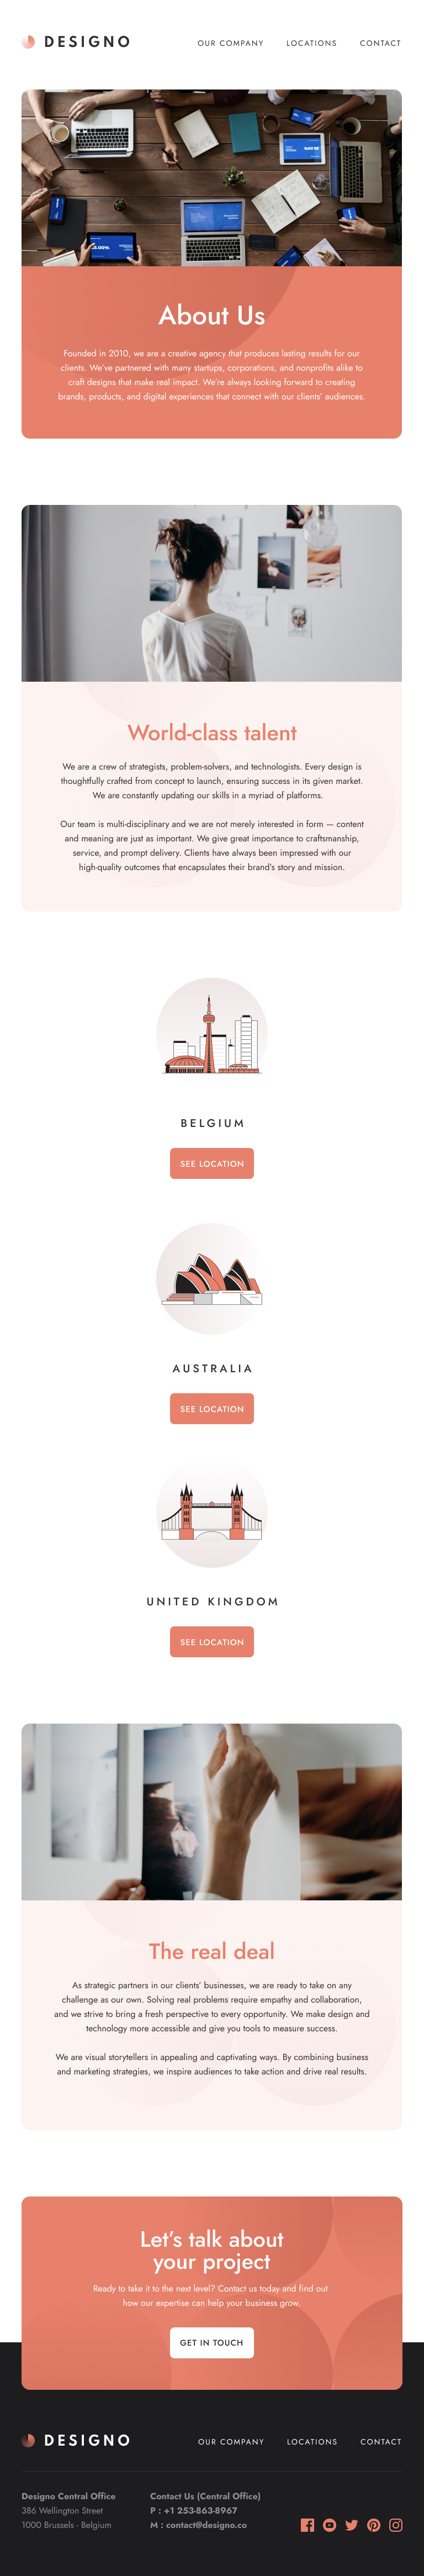 DESIGNO
OUR COMPANY
LOCATIONS
CONTACT
About Us
Founded in 2010, we are a creative agency that produces lasting results for our
clients. We've partnered with many startups, corporations, and nonprofits alike to
craft designs that make real impact. We're always looking forward to creating
brands, products, and digital experiences that connect with our clients' audiences.
World-class talent
We are a crew of strategists, problem-solvers, and technologists. Every design is
thoughtfully crafted from concept to launch, ensuring success in its given market.
We are constantly updating our skills in a myriad of platforms.
Our team is multi-disciplinary and we are not merely interested in form — content
and meaning are just as important. We give great importance to craftsmanship,
service, and prompt delivery. Clients have always been impressed with our
high-quality outcomes that encapsulates their brand's story and mission.
BELGIUM
SEE LOCATION
AUSTRALIA
SEE LOCATION
UNITED KINGDOM
SEE LOCATION
The real deal
As strategic partners in our clients' businesses, we are ready to take on any
challenge as our own. Solving real problems require empathy and collaboration,
and we strive to bring a fresh perspective to every opportunity. We make design and
technology more accessible and give you tools to measure success.
We are visual storytellers in appealing and captivating ways. By combining business
and marketing strategies, we inspire audiences to take action and drive real results.
Let's talk about
your project
Ready to take it to the next level? Contact us today and find out
how our expertise can help your business grow.
GET IN TOUCH
DESIGNO
OUR COMPANY
LOCATIONS
CONTACT
Designo Central Office
386 Wellington Street
1000 Brussels - Belgium
Contact Us (Central Office)
P : +1 253-863-8967
M : contact@designo.co